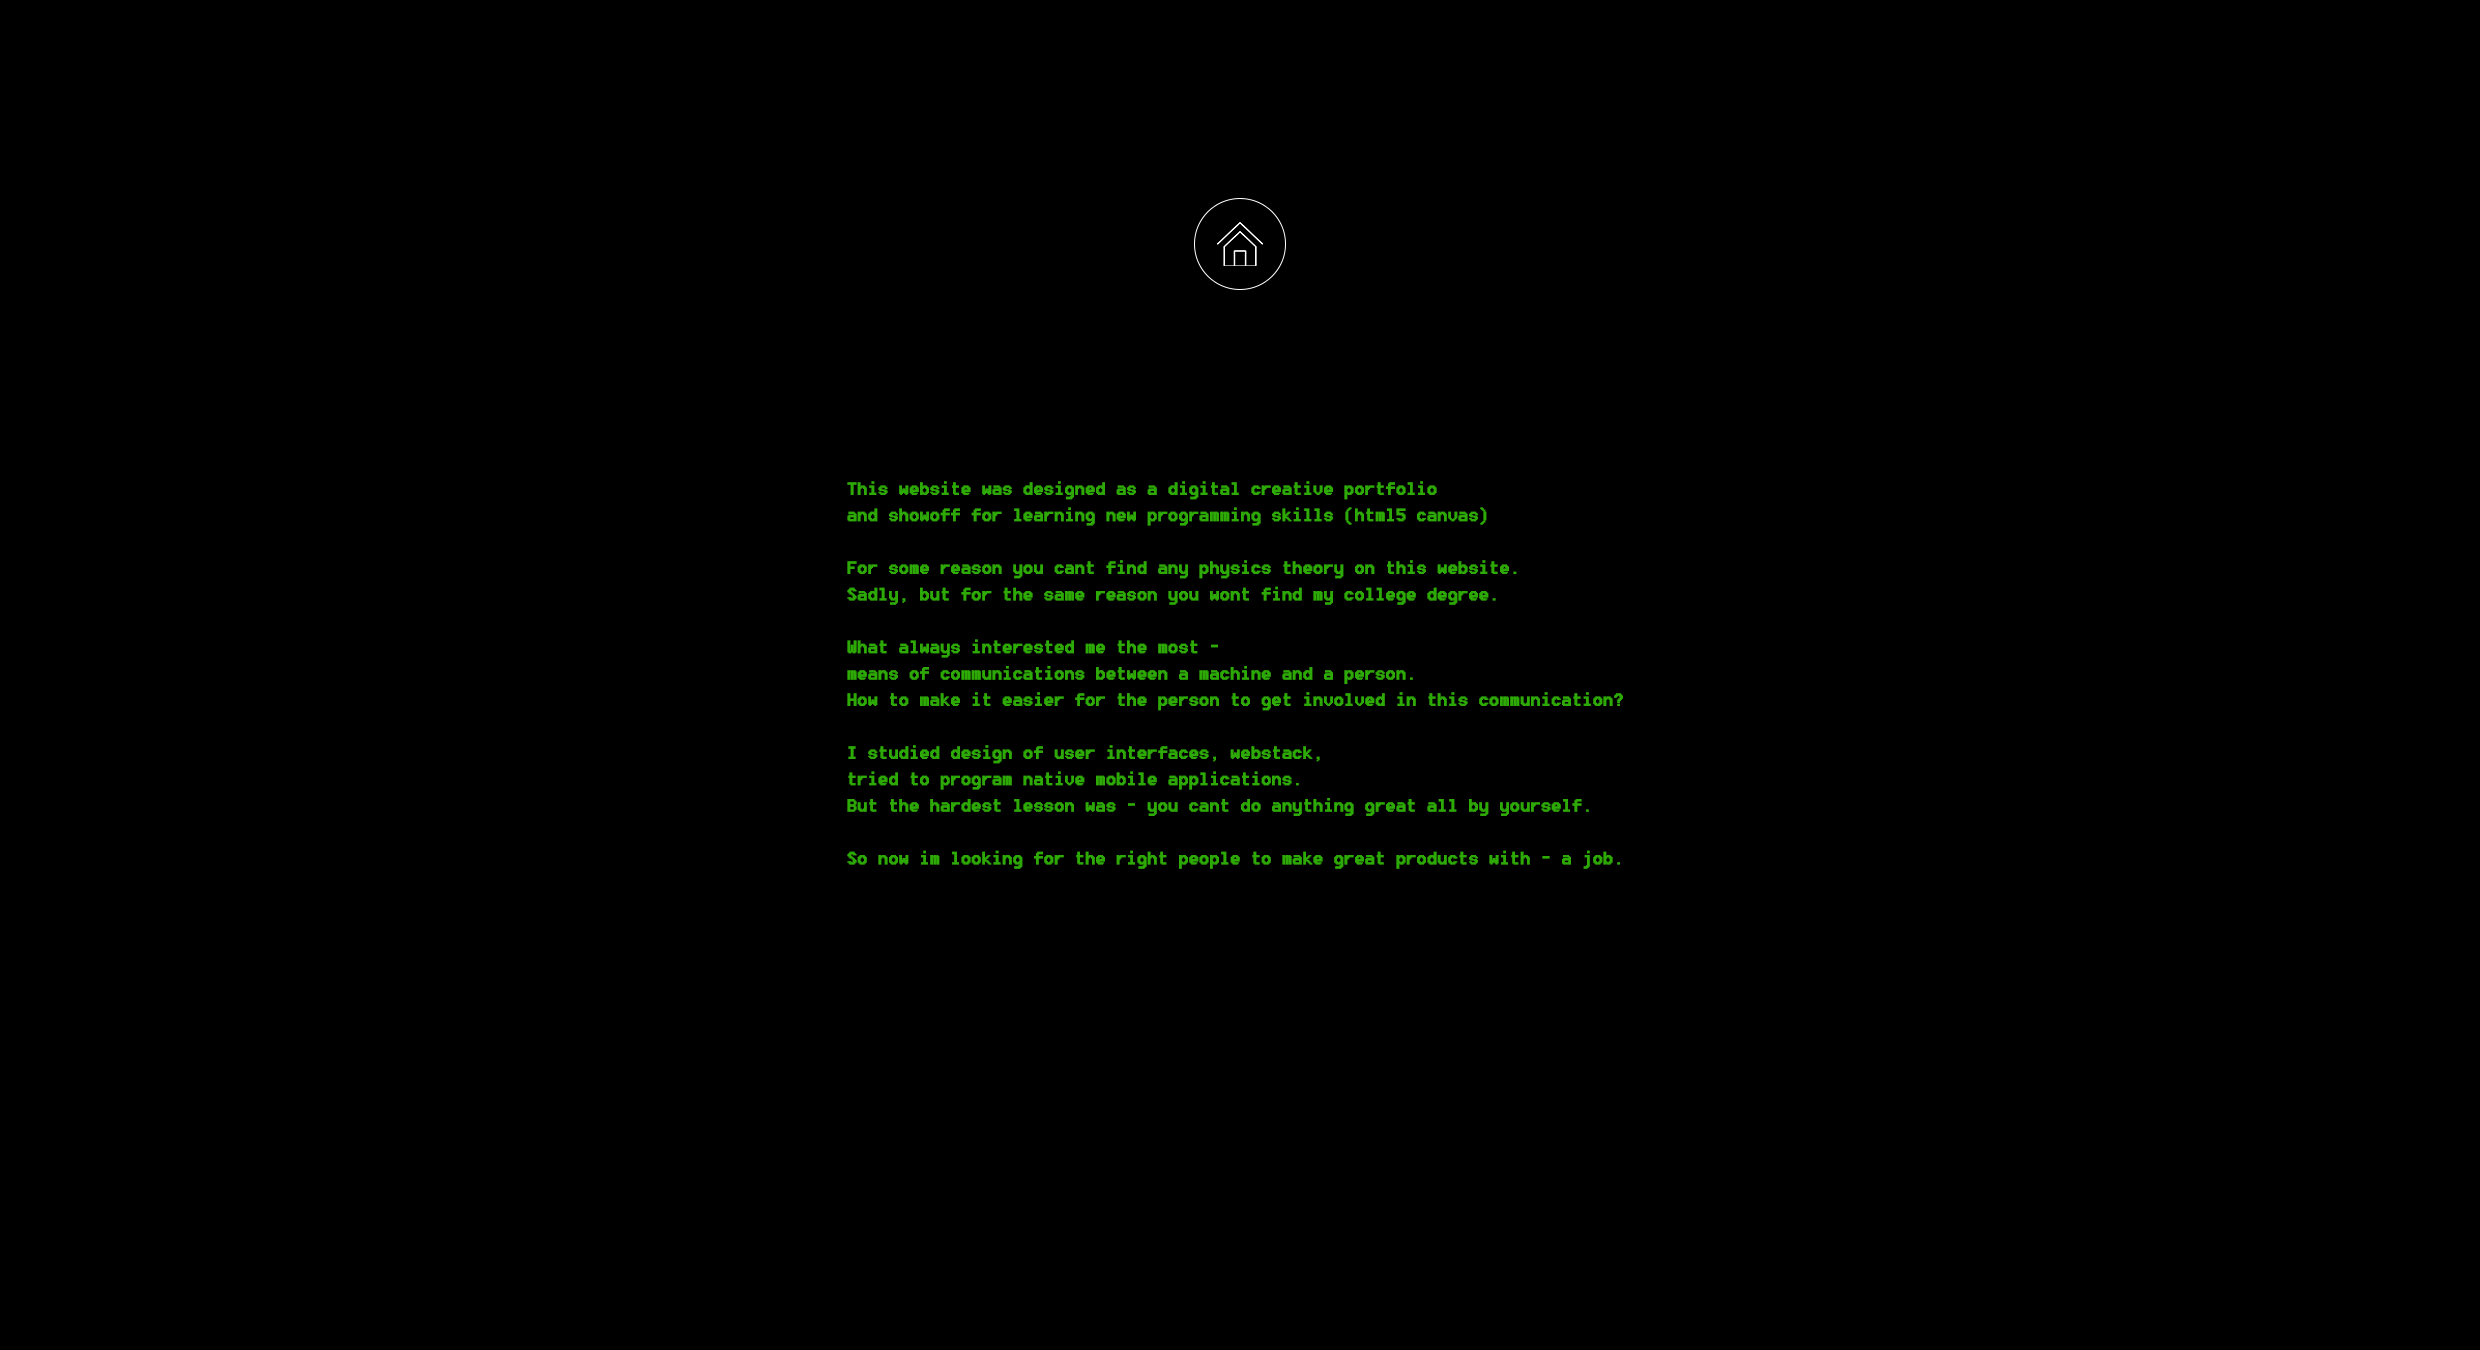 This website was designed as a digital creative portfolio
and showoff for learning new programming skills (html5 canvas)
For some reason you cant find any physics theory on this website.
Sadly, but for the same reason you wont find my college degree.
What always interested me the most -
means of communications between a machine and a person.
How to make it easier for the person to get involved in this communication?
I studied design of user interfaces, webstack,
tried to program native mobile applications.
But the hardest lesson was - you cant do anything great all by yourself.
So now im looking for the right people to make great products with - a job.